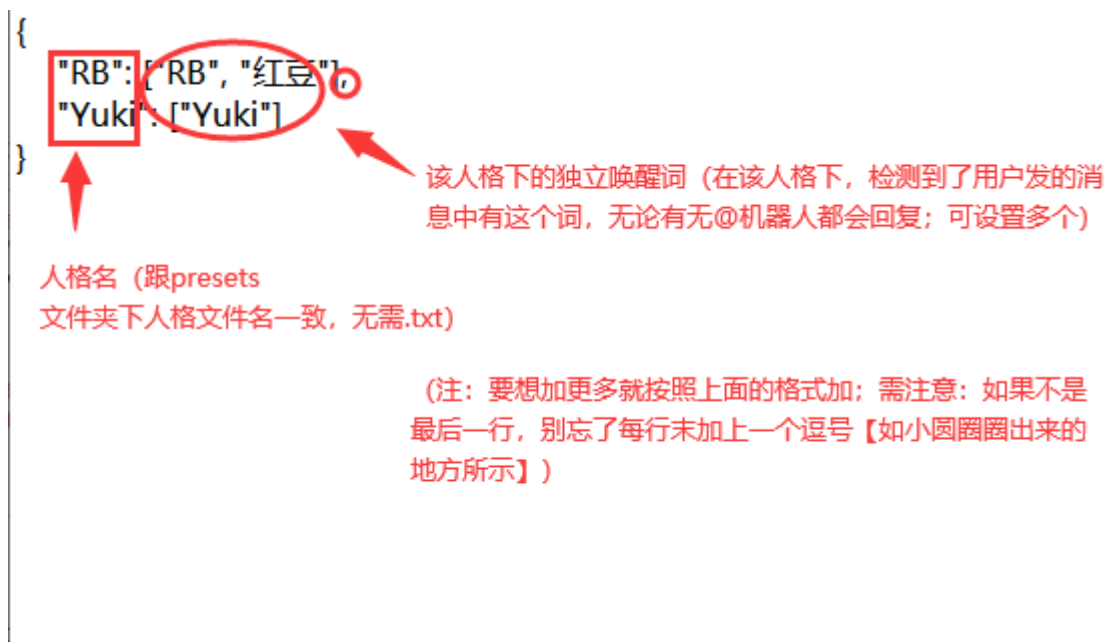 {
"RB": ["RB", "红豆"],
"Yuki": ["Yuki"]
}
该人格下的独立唤醒词（在该人格下，检测到了用户发的消
息中有这个词，无论有无@机器人都会回复；可设置多个）
人格名（跟presets
文件夹下人格文件名一致，无需.txt）
（注：要想加更多就按照上面的格式加；需注意：如果不是
最后一行，别忘了每行末加上一个逗号【如小圆圈圈出来的
地方所示】）